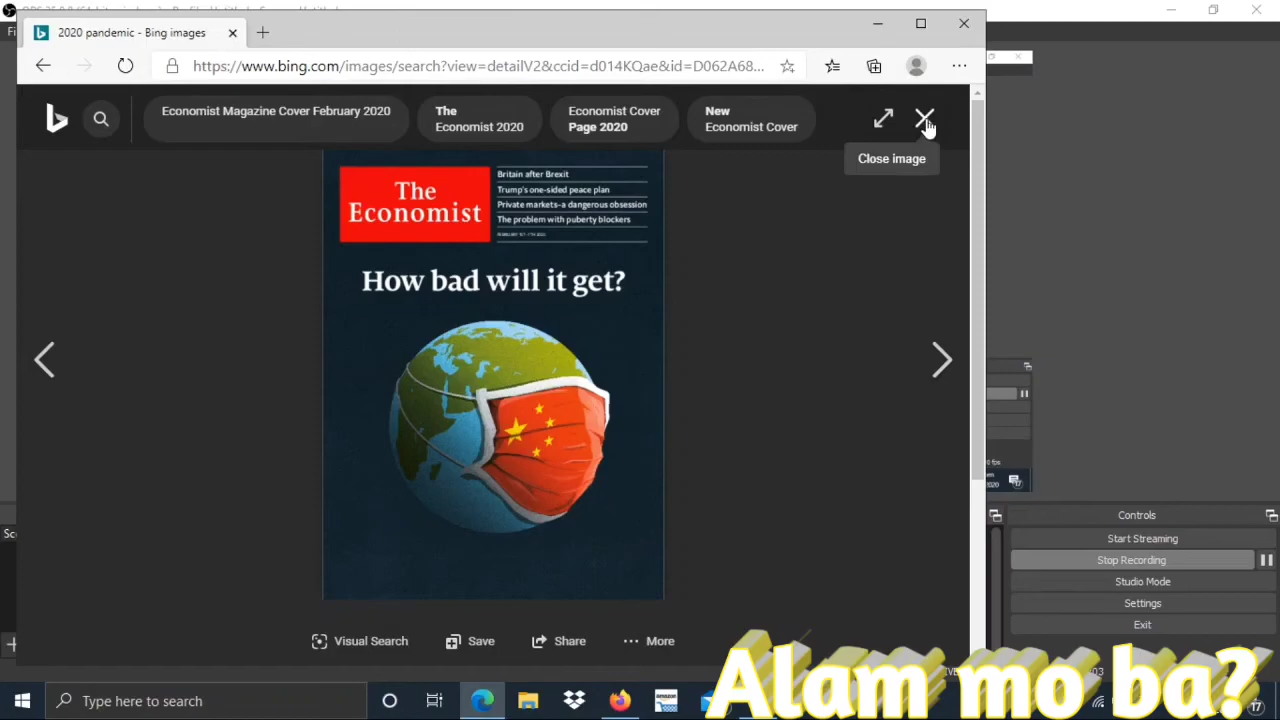 2020 pandemic - Bing images
https://www.bing.com/images/search?view=detailV2&ccid=d014KQae&id=D062A68...
Economist Magazine Cover February 2020
The
Economist 2020
Economist Cover
Page 2020
New
Economist Cover
Close image
The
Economist
Britain after Brexit
Trump's one-sided peace plan
Private markets–a dangerous obsession
The problem with puberty blockers
How bad will it get?
Visual Search
Save
Share
More
Controls
Start Streaming
Stop Recording
Studio Mode
Settings
Exit
Alam mo ba?
Type here to search
amazon
17